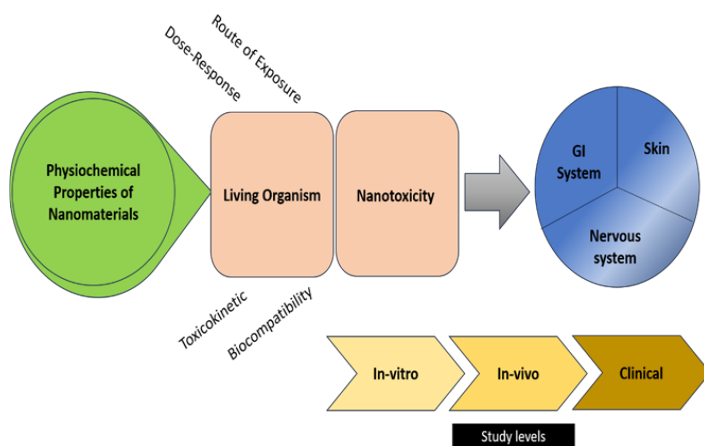 Route of Exposure
Dose-Response
Physiochemical
Properties of
Nanomaterials
Living Organism
Nanotoxicity
GI
System
Skin
Nervous
system
Toxicokinetic
Biocompatibility
In-vitro
In-vivo
Clinical
Study levels